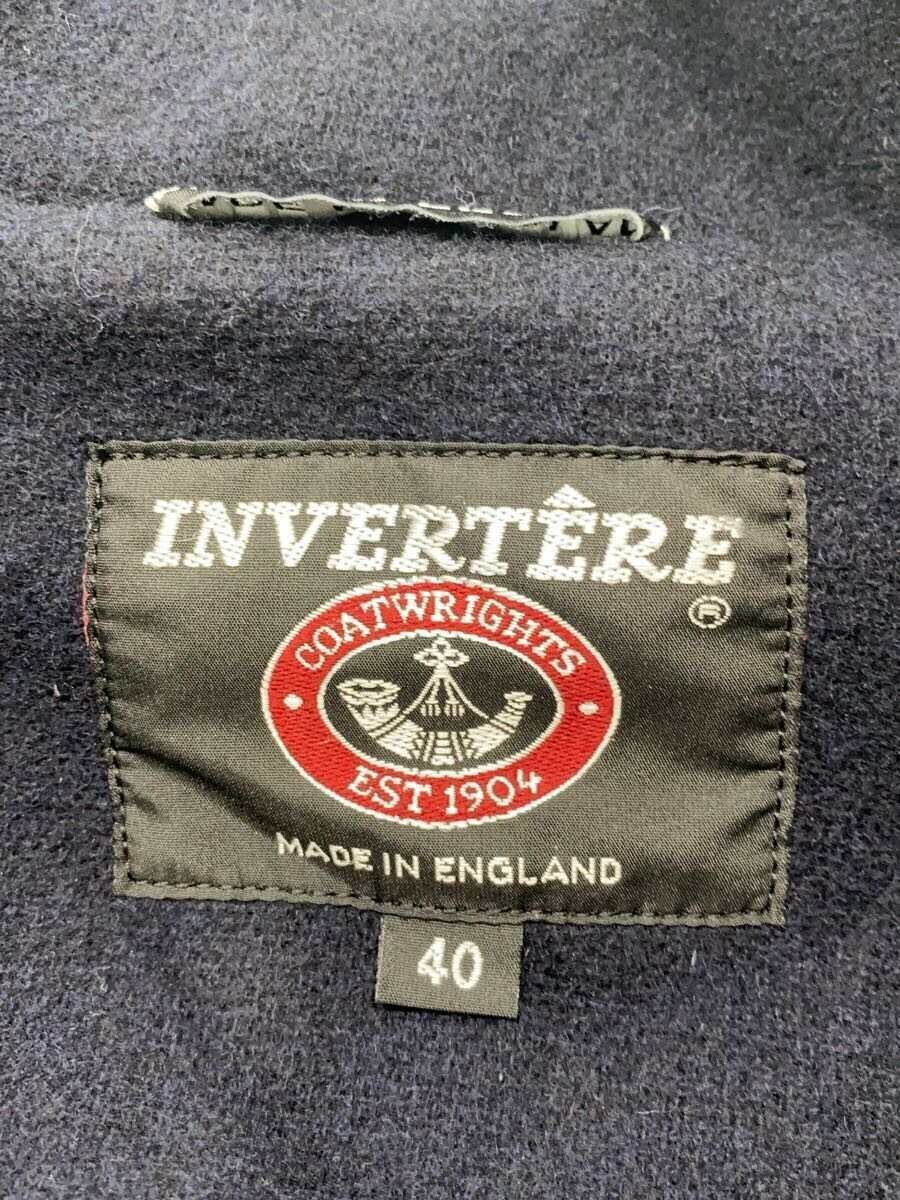 INVERTÊRE
®
COATWRIGHTS
EST 1904
MADE IN ENGLAND
40